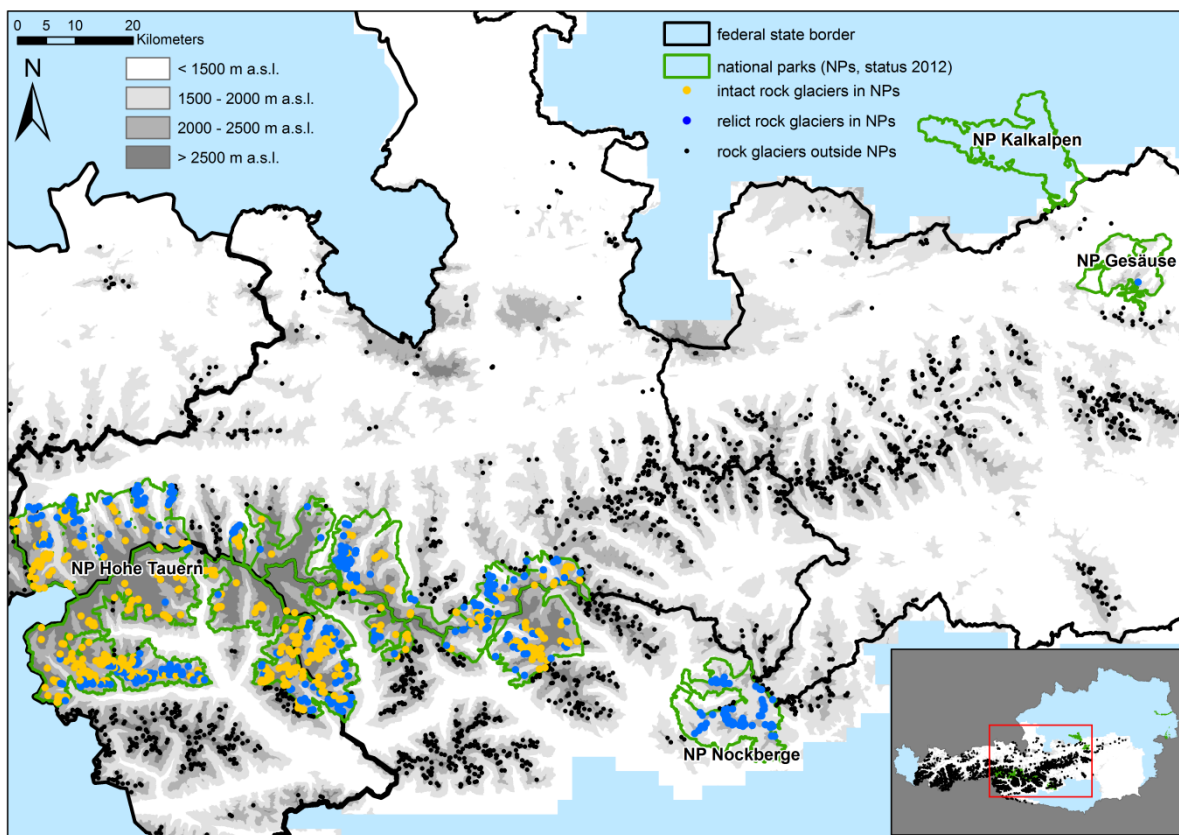 0 5 10 20
Kilometers
N
< 1500 m a.s.l.
1500 - 2000 m a.s.l.
2000 - 2500 m a.s.l.
> 2500 m a.s.l.
federal state border
national parks (NPs, status 2012)
intact rock glaciers in NPs
relict rock glaciers in NPs
rock glaciers outside NPs
NP Kalkalpen
NP Gesäuse
NP Hohe Tauern
NP Nockberge